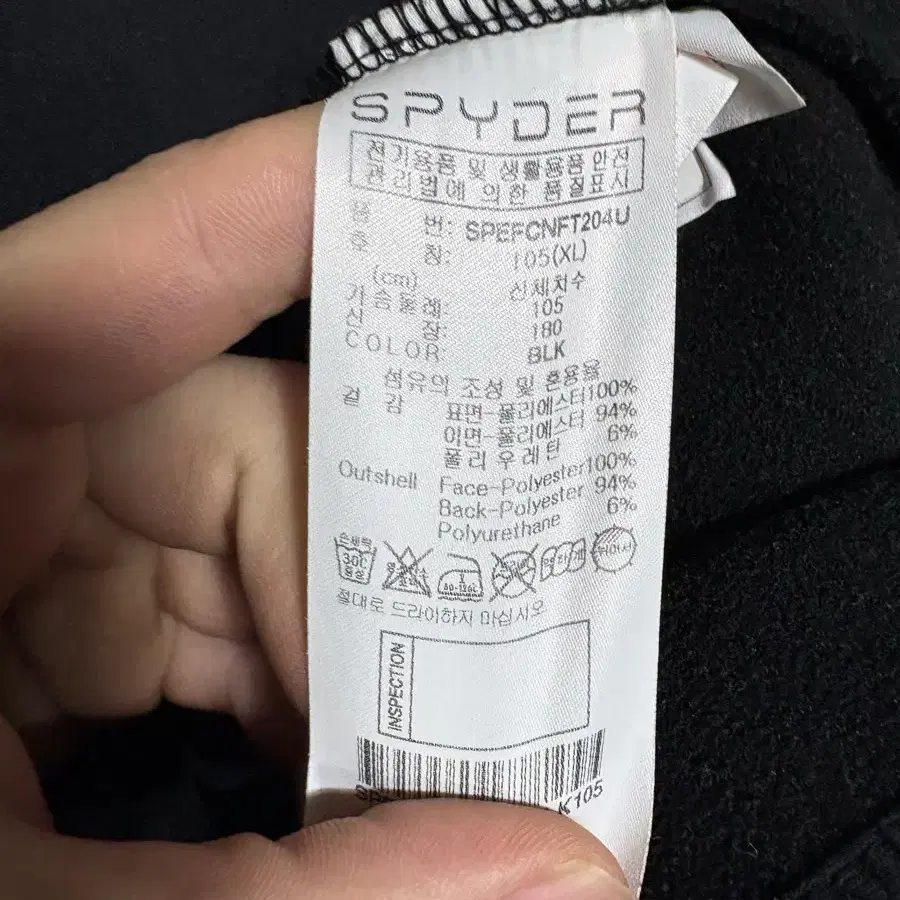 SPYDER
전기용품 및 생활용품 안전
관리법에 의한 품질표시
품 번: SPEFCNFT204U
호 칭: 105(XL)
(cm) 신체치수
가슴둘레: 105
신 장: 180
COLOR: BLK
섬유의 조성 및 혼용율
겉 감 표면-폴리에스터100%
이면-폴리에스터 94%
폴리우레탄 6%
Outshell Face-Polyester100%
Back-Polyester 94%
Polyurethane 6%
손세탁
30℃
중성
뉘어서
절대로 드라이하지 마십시오
INSPECTION
K105